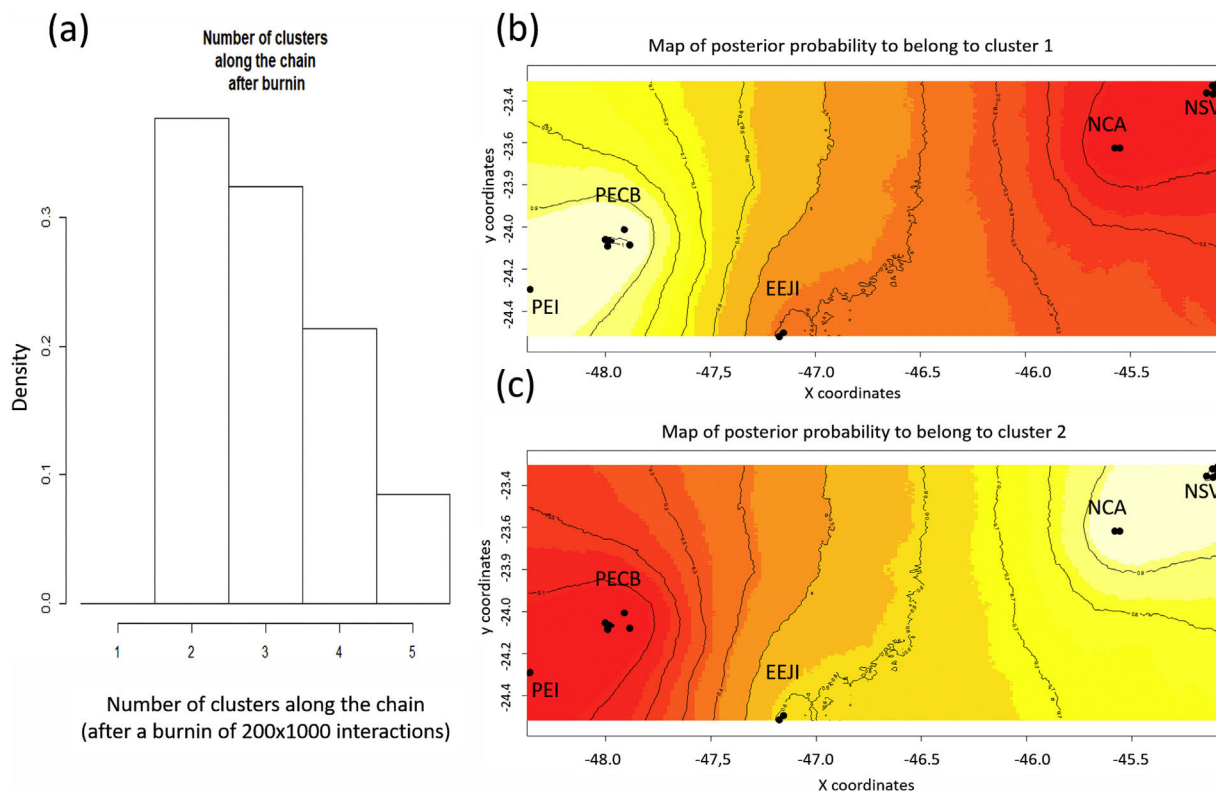 (a)
Number of clusters
along the chain
after burnin
Density
0.3
0.2
0.1
0.0
1 2 3 4 5
Number of clusters along the chain
(after a burnin of 200x1000 interactions)
(b)
Map of posterior probability to belong to cluster 1
y coordinates
-23.4
-23.6
-23.9
-24.0
-24.2
-24.4
PECB
PEI
EEJI
NCA
NSV
-48.0 -47,5 -47.0 -46.5 -46.0 -45.5
X coordinates
(c)
Map of posterior probability to belong to cluster 2
y coordinates
-23.4
-23.6
-23.9
-24.0
-24.2
-24.4
PECB
PEI
EEJI
NCA
NSV
-48.0 -47,5 -47.0 -46.5 -46.0 -45.5
X coordinates